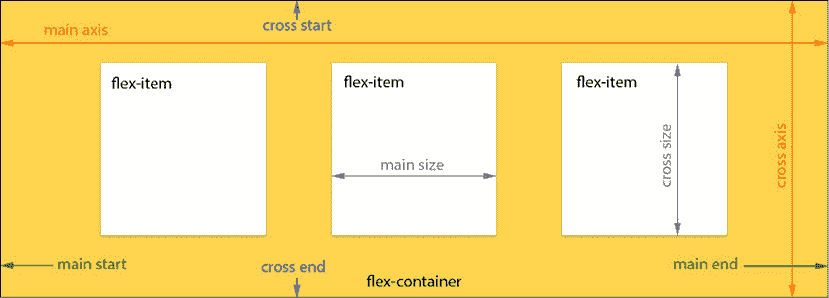 cross start
main axis
flex-item
flex-item
flex-item
main size
cross size
cross axis
main start
cross end
main end
flex-container